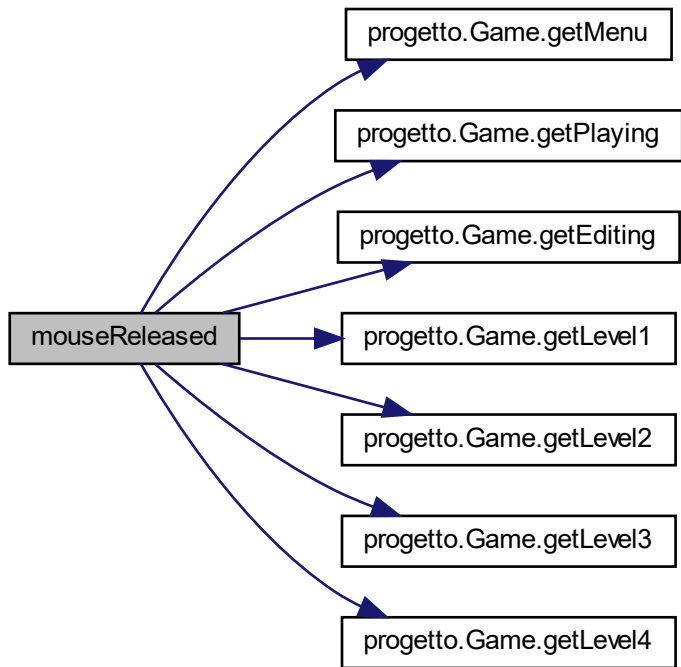 progetto.Game.getMenu
progetto.Game.getPlaying
progetto.Game.getEditing
mouseReleased
progetto.Game.getLevel1
progetto.Game.getLevel2
progetto.Game.getLevel3
progetto.Game.getLevel4